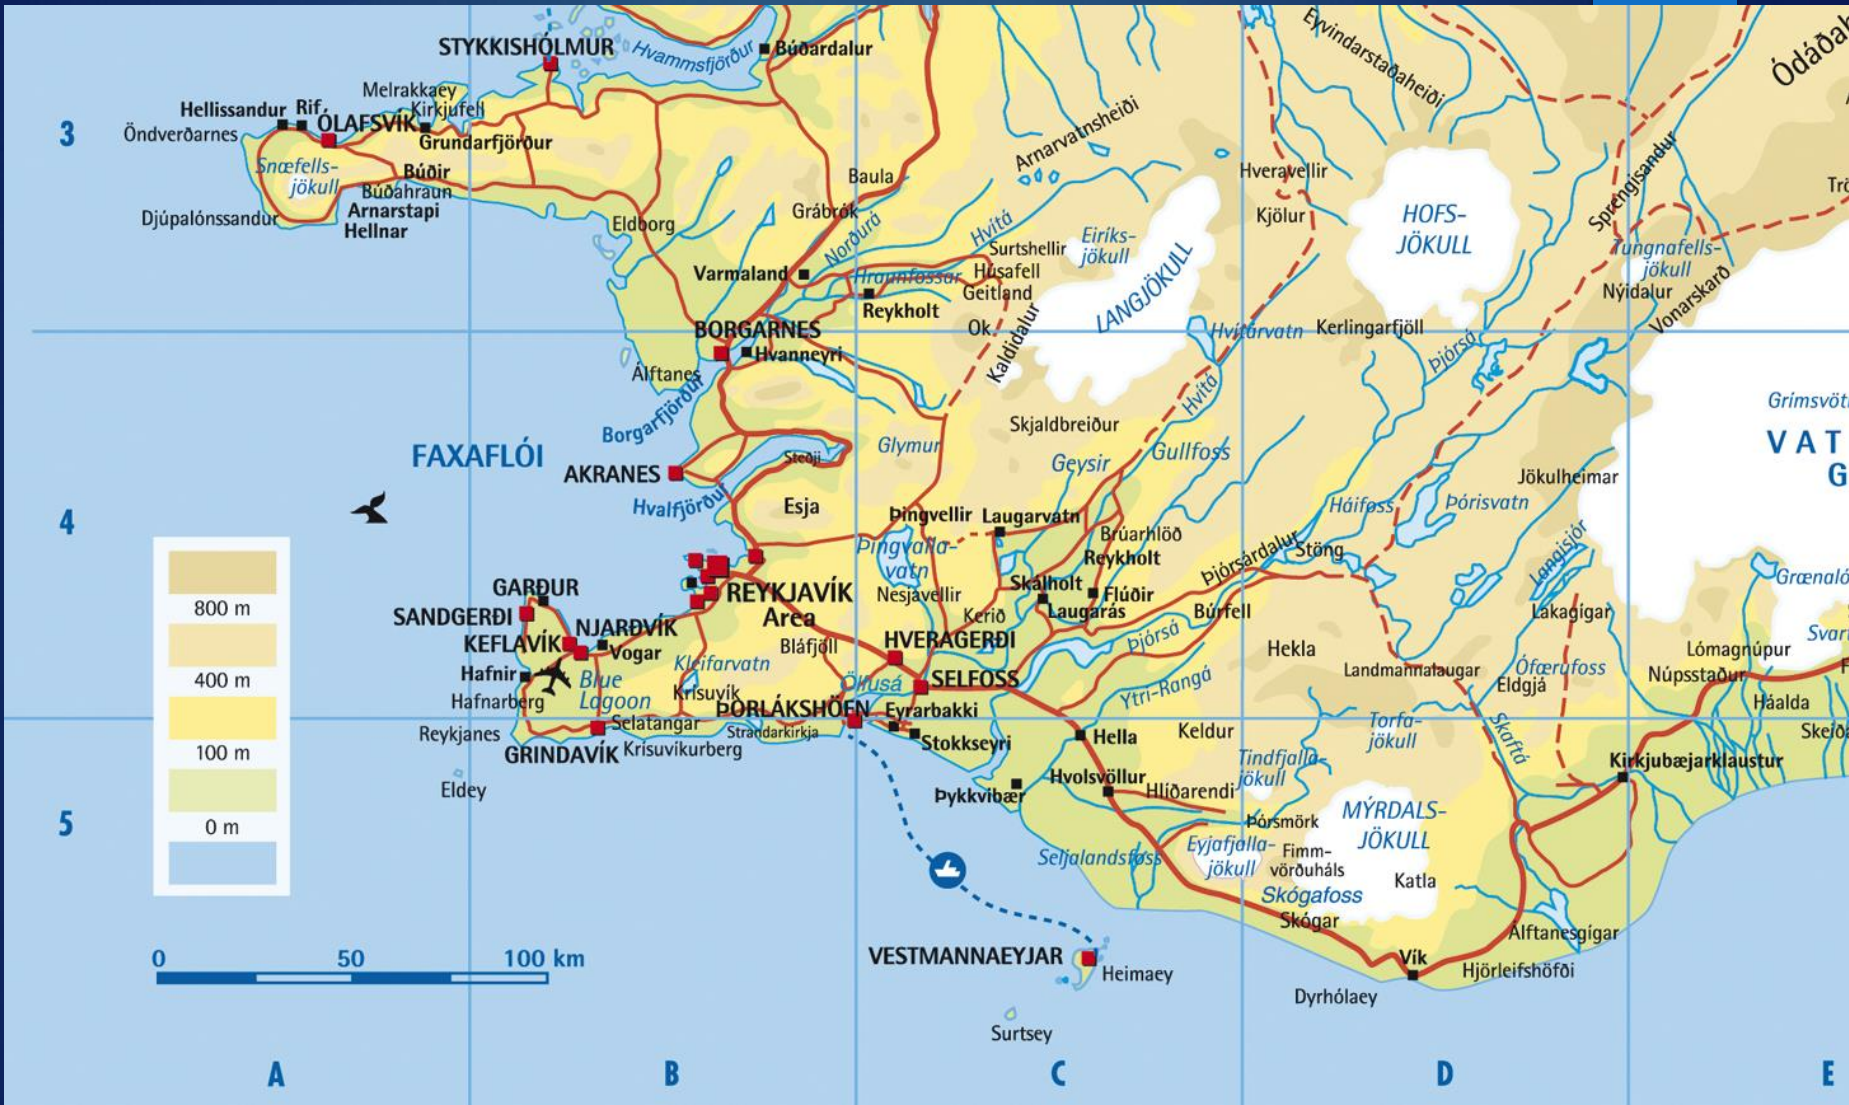 STYKKISHÓLMUR
Hvammsfjörður
Búðardalur
Eyvindarstaðaheiði
Melrakkaey
Kirkjufell
Hellissandur
Rif
ÓLAFSVÍK
Grundarfjörður
Öndverðarnes
3
Snæfells-
jökull
Búðir
Búðahraun
Arnarstapi
Hellnar
Djúpalónssandur
Eldborg
Baula
Grábrók
Norðurá
Hvítá
Arnarvatnsheiði
Hveravellir
Kjölur
HOFS-
JÖKULL
Sprengisandur
Tungnafells-
jökull
Nýidalur
Vonarskarð
Surtshellir
Eiríks-
jökull
Húsafell
Geitland
Hraunfossar
Varmaland
Reykholt
LANGJÖKULL
Ok
Kaldidalur
BORGARNES
Hvanneyri
Hvítárvatn
Kerlingarfjöll
Þjórsá
Álftanes
Borgarfjörður
Hvítá
Skjaldbreiður
Glymur
Geysir
Gullfoss
VAT
G
FAXAFLÓI
AKRANES
Steðji
Hvalfjörður
Esja
Jökulheimar
4
Þingvellir
Laugarvatn
Brúarhlöð
Reykholt
Háifoss
Þórisvatn
Þingvalla-
vatn
Nesjavellir
Þjórsárdalur
Stöng
Langisjór
800 m
GARÐUR
SANDGERÐI
REYKJAVÍK
Area
Skálholt
Laugarás
Flúðir
Búrfell
Lakagígar
Kerið
NJARÐVÍK
KEFLAVÍK
Vogar
Bláfjöll
HVERAGERÐI
Þjórsá
Hekla
Lómagnúpur
400 m
Hafnir
Hafnarberg
Blue
Lagoon
Kleifarvatn
Krísuvík
Ölfusá
SELFOSS
Ytri-Rangá
Landmannalaugar
Ófærufoss
Eldgjá
Núpsstaður
Háalda
ÞORLÁKSHÖFN
Eyrarbakki
Reykjanes
GRINDAVÍK
Selatangar
Krísuvíkurberg
Strandarkirkja
Stokkseyri
Hella
Keldur
Torfa-
jökull
Skaftá
100 m
Eldey
Hvolsvöllur
Hlíðarendi
Tindfjalla-
jökull
Kirkjubæjarklaustur
Þykkvibær
5
0 m
Þórsmörk
MÝRDALS-
JÖKULL
Seljalandsfoss
Eyjafjalla-
jökull
Fimm-
vörðuháls
Katla
Skógafoss
Skógar
Álftanesgígar
0 50 100 km
VESTMANNAEYJAR
Heimaey
Vík
Hjörleifshöfði
Dyrhólaey
Surtsey
A B C D E